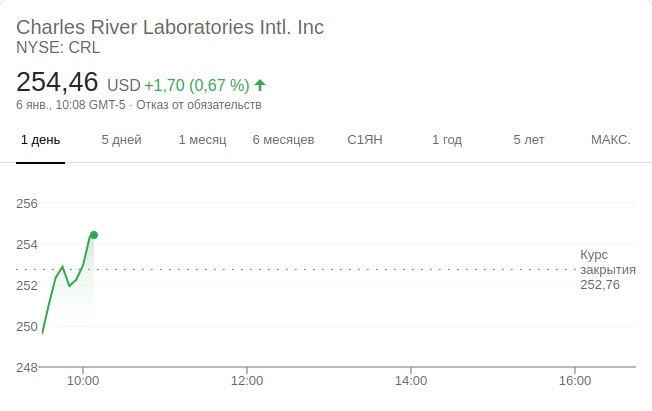 Charles River Laboratories Intl. Inc
NYSE: CRL
254,46 USD +1,70 (0,67 %)
6 янв., 10:08 GMT-5 · Отказ от обязательств
1 день 5 дней 1 месяц 6 месяцев С1ЯН 1 год 5 лет МАКС.
256
254
Курс
закрытия
252,76
252
250
248
10:00 12:00 14:00 16:00